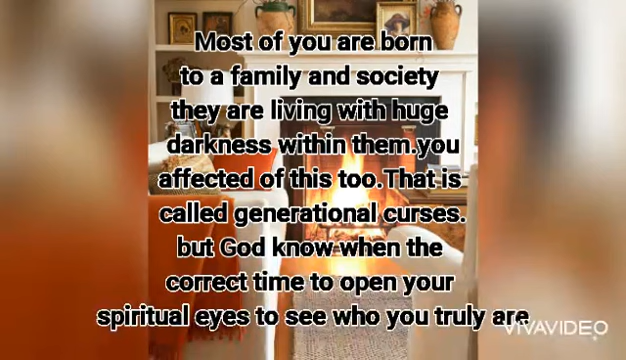 Most of you are born
to a family and society
they are living with huge
darkness within them.you
affected of this too.That is
called generational curses.
but God know when the
correct time to open your
spiritual eyes to see who you truly are
VIVAVIDEO